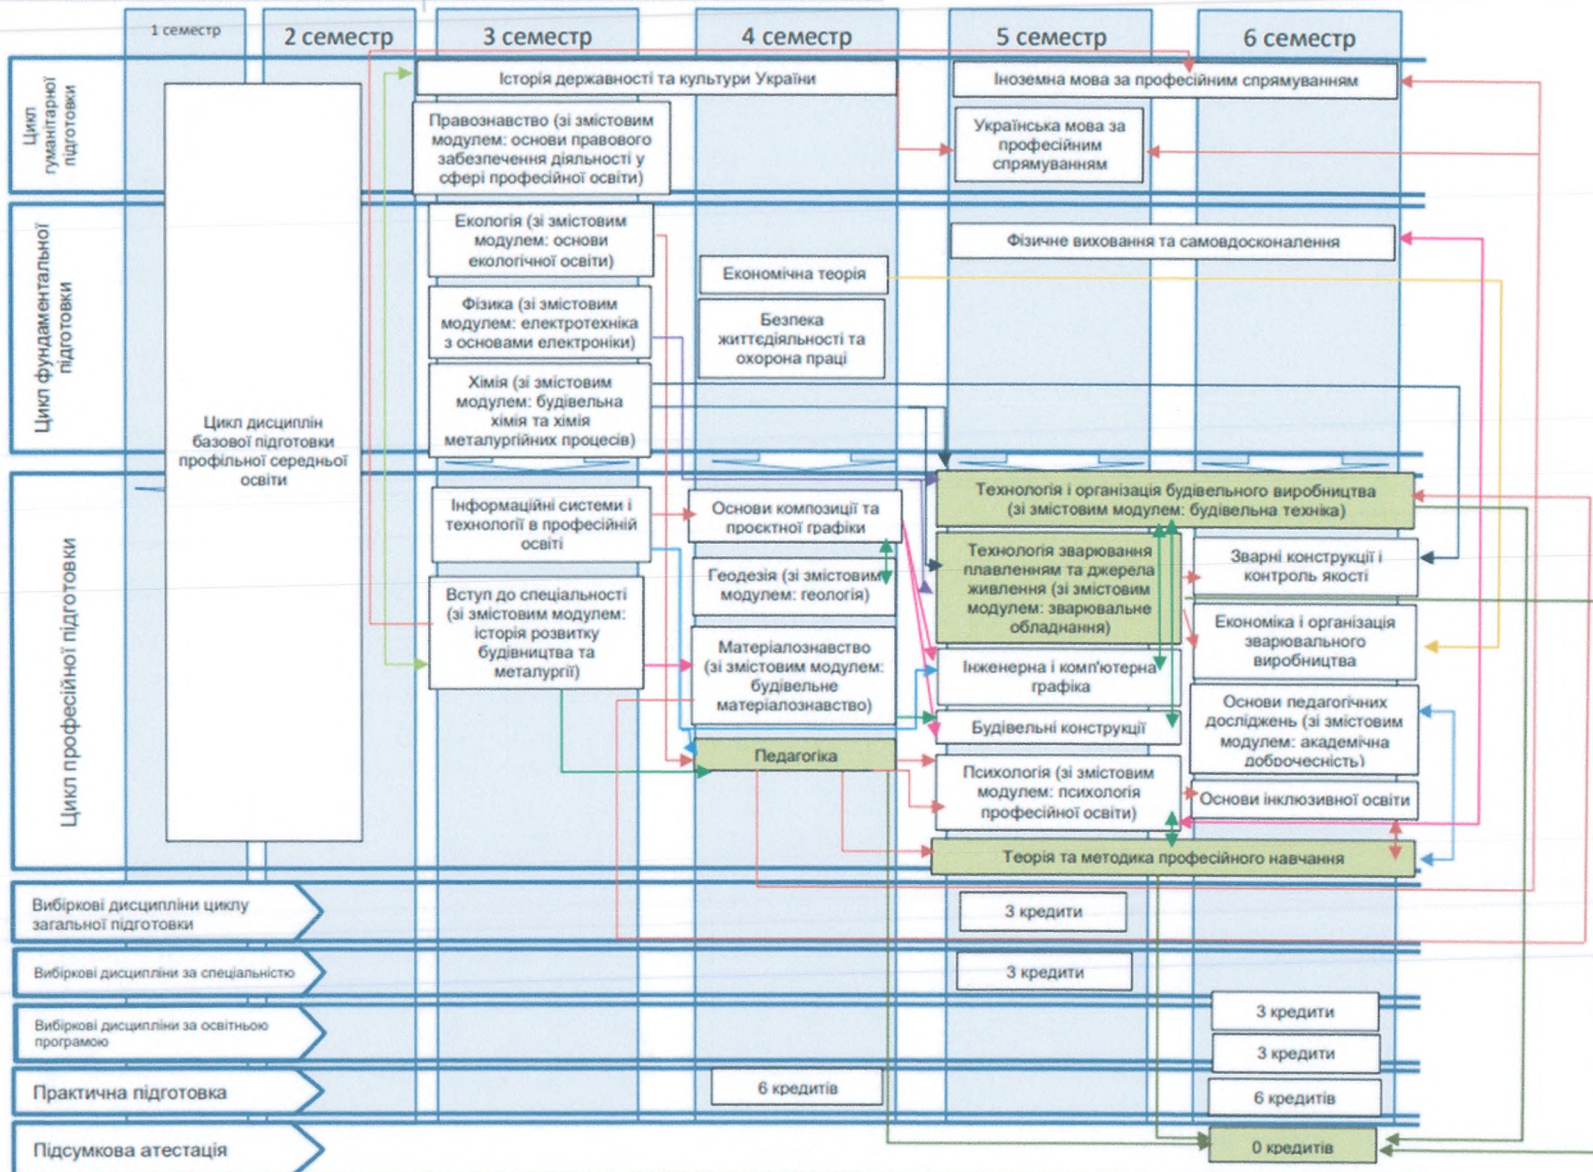 1 семестр
2 семестр
3 семестр
4 семестр
5 семестр
6 семестр
Цикл
гуманітарної
підготовки
Історія державності та культури України
Іноземна мова за професійним спрямуванням
Правознавство (зі змістовим
модулем: основи правового
забезпечення діяльності у
сфері професійної освіти)
Українська мова за
професійним
спрямуванням
Цикл фундаментальної
підготовки
Екологія (зі змістовим
модулем: основи
екологічної освіти)
Фізичне виховання та самовдосконалення
Економічна теорія
Фізика (зі змістовим
модулем: електротехніка
з основами електроніки)
Безпека
життєдіяльності та
охорона праці
Хімія (зі змістовим
модулем: будівельна
хімія та хімія
металургійних процесів)
Цикл дисциплін
базової підготовки
профільної середньої
освіти
Цикл професійної підготовки
Інформаційні системи і
технології в професійній
освіті
Основи композиції та
проєктної графіки
Технологія і організація будівельного виробництва
(зі змістовим модулем: будівельна техніка)
Технологія зварювання
плавленням та джерела
живлення (зі змістовим
модулем: зварювальне
обладнання)
Зварні конструкції і
контроль якості
Геодезія (зі змістовим
модулем: геологія)
Вступ до спеціальності
(зі змістовим модулем:
історія розвитку
будівництва та
металургії)
Економіка і організація
зварювального
виробництва
Матеріалознавство
(зі змістовим модулем:
будівельне
матеріалознавство)
Інженерна і комп'ютерна
графіка
Основи педагогічних
досліджень (зі змістовим
модулем: академічна
доброчесність)
Будівельні конструкції
Педагогіка
Психологія (зі змістовим
модулем: психологія
професійної освіти)
Основи інклюзивної освіти
Теорія та методика професійного навчання
Вибіркові дисципліни циклу
загальної підготовки
3 кредити
Вибіркові дисципліни за спеціальністю
3 кредити
Вибіркові дисципліни за освітньою
програмою
3 кредити
3 кредити
Практична підготовка
6 кредитів
6 кредитів
Підсумкова атестація
0 кредитів